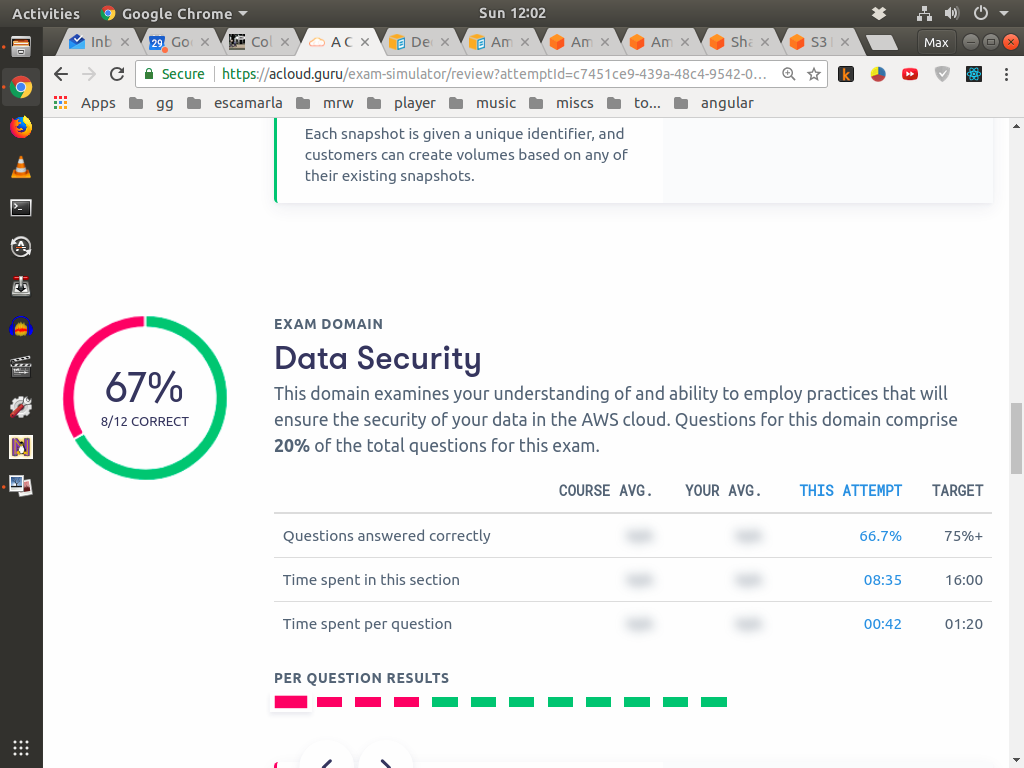 Activities
Google Chrome
Sun 12:02
Inb
29
Go
Col
A C
De
Am
Am
Am
Sha
S3
Max
Secure
https://acloud.guru/exam-simulator/review?attemptId=c7451ce9-439a-48c4-9542-0...
Apps
gg
escamarla
mrw
player
music
miscs
to...
angular
Each snapshot is given a unique identifier, and
customers can create volumes based on any of
their existing snapshots.
67%
8/12 CORRECT
EXAM DOMAIN
Data Security
This domain examines your understanding of and ability to employ practices that will
ensure the security of your data in the AWS cloud. Questions for this domain comprise
20% of the total questions for this exam.
COURSE AVG. YOUR AVG. THIS ATTEMPT TARGET
Questions answered correctly 66.7% 75%+
Time spent in this section 08:35 16:00
Time spent per question 00:42 01:20
PER QUESTION RESULTS